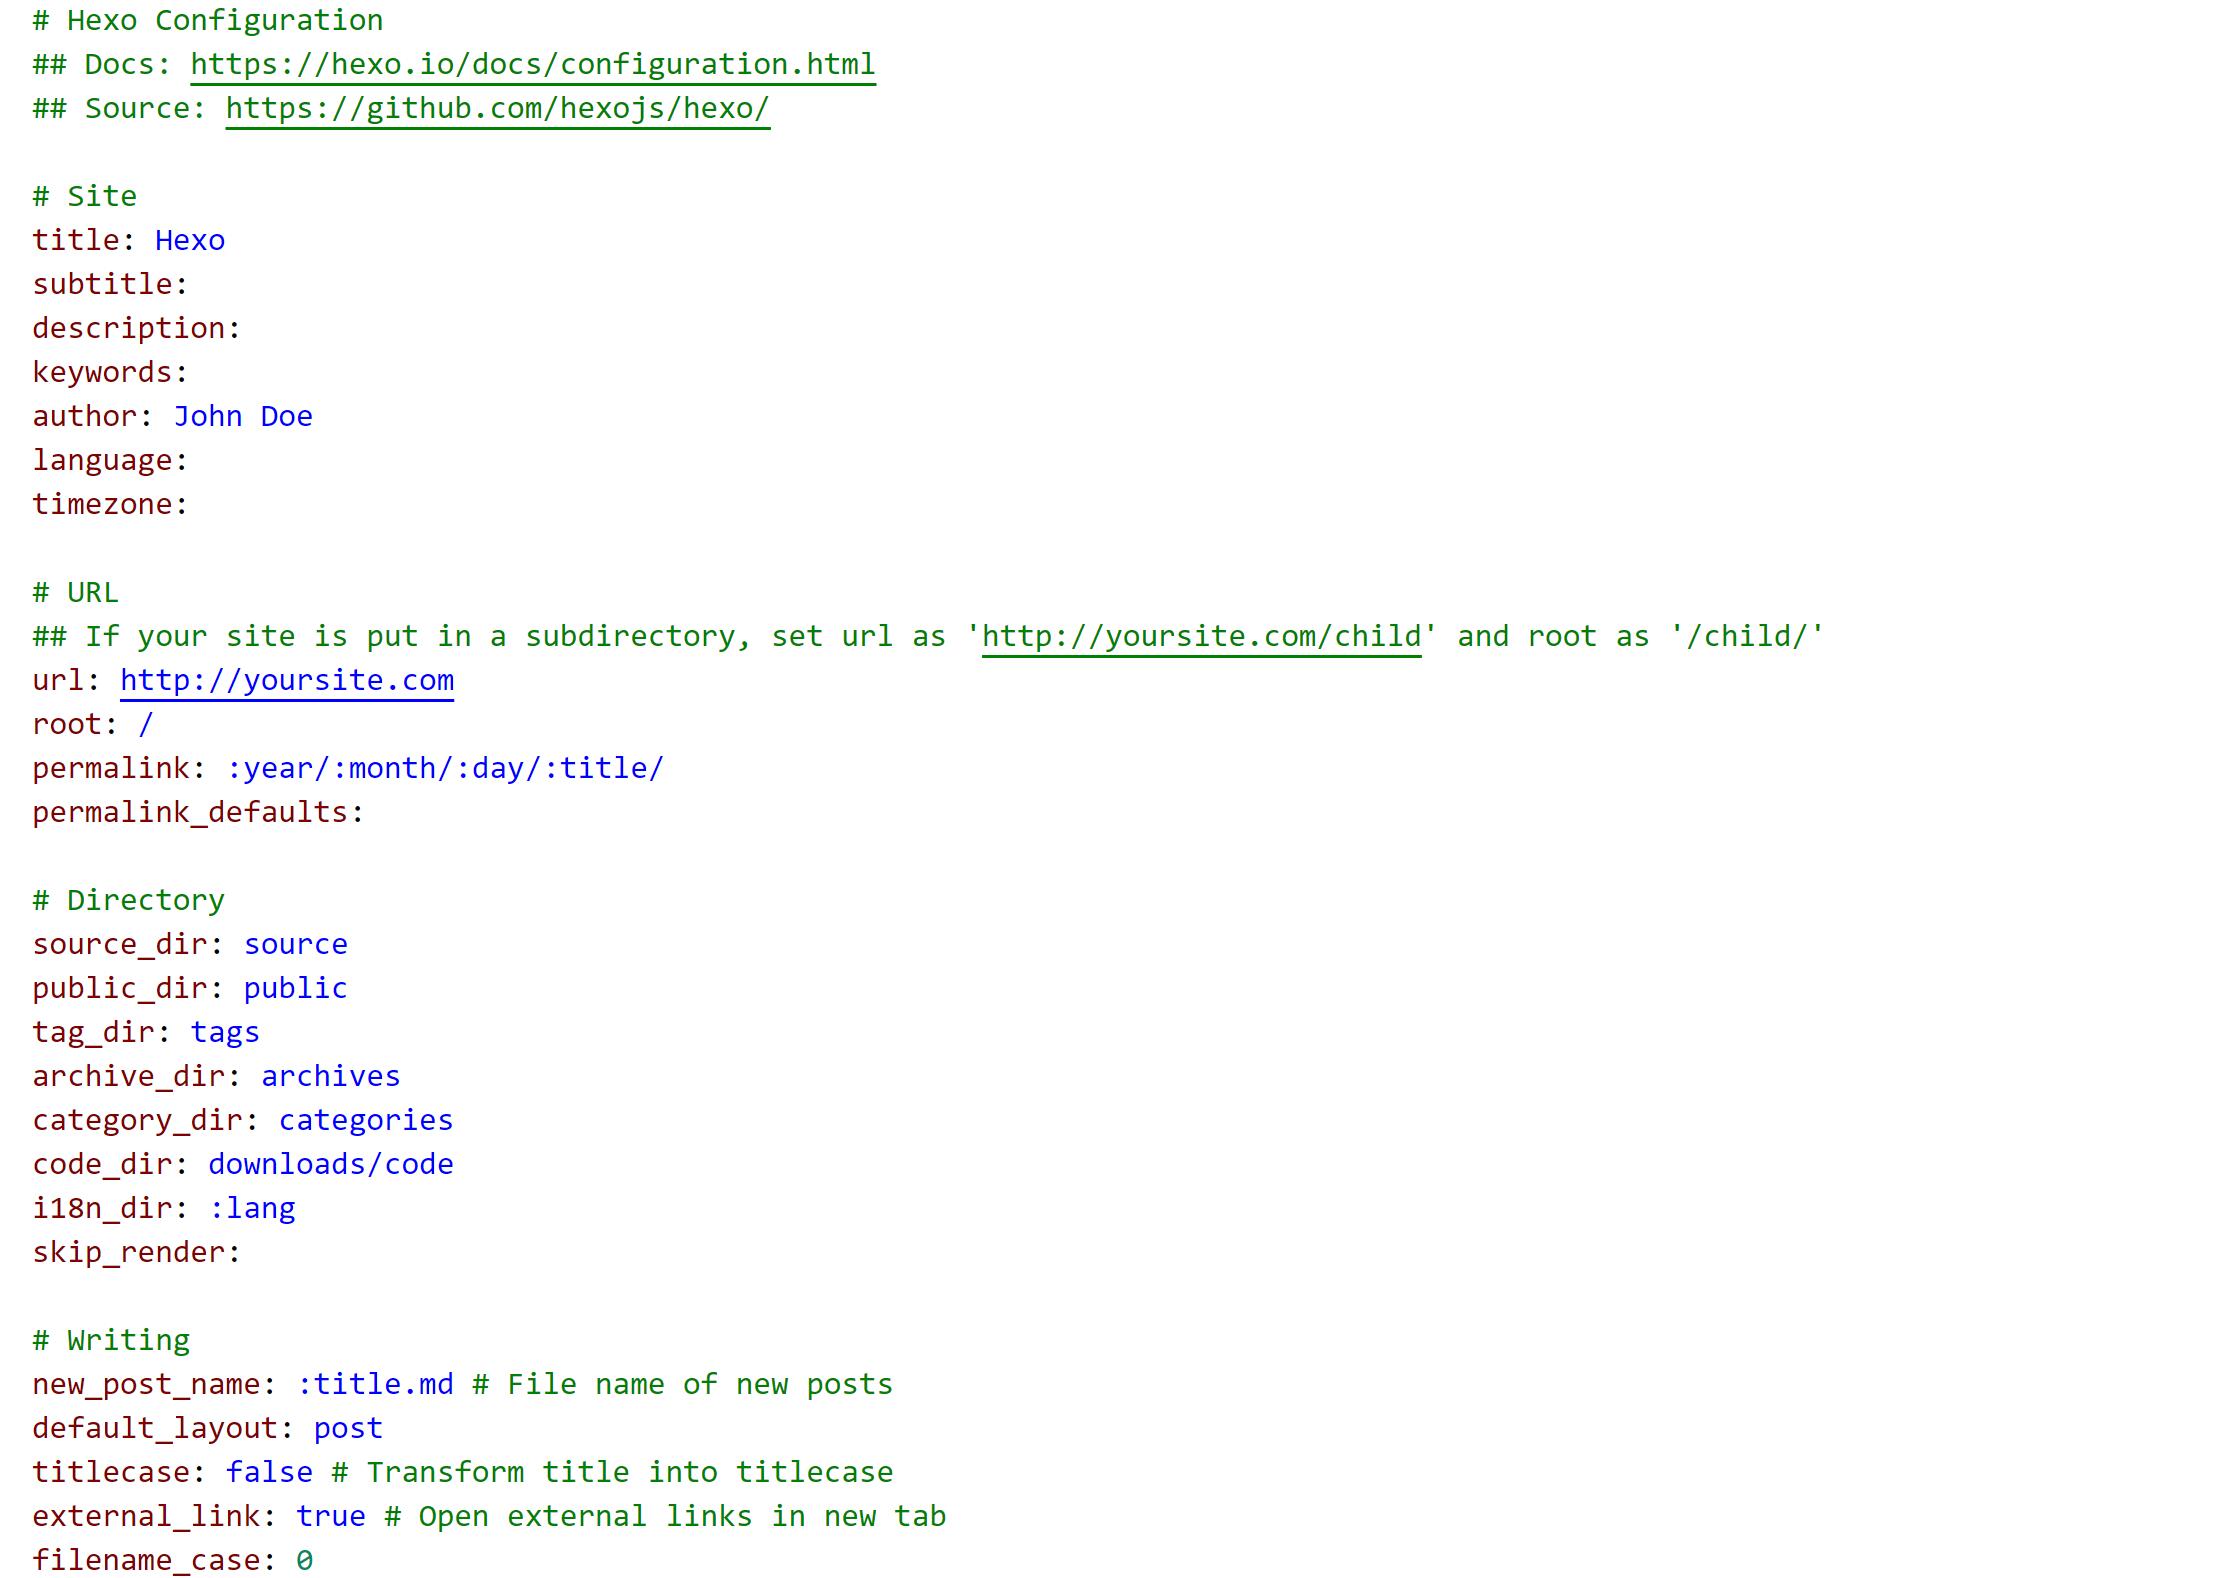 # Hexo Configuration
## Docs: https://hexo.io/docs/configuration.html
## Source: https://github.com/hexojs/hexo/
# Site
title: Hexo
subtitle:
description:
keywords:
author: John Doe
language:
timezone:
# URL
## If your site is put in a subdirectory, set url as 'http://yoursite.com/child' and root as '/child/'
url: http://yoursite.com
root: /
permalink: :year/:month/:day/:title/
permalink_defaults:
# Directory
source_dir: source
public_dir: public
tag_dir: tags
archive_dir: archives
category_dir: categories
code_dir: downloads/code
i18n_dir: :lang
skip_render:
# Writing
new_post_name: :title.md # File name of new posts
default_layout: post
titlecase: false # Transform title into titlecase
external_link: true # Open external links in new tab
filename_case: 0